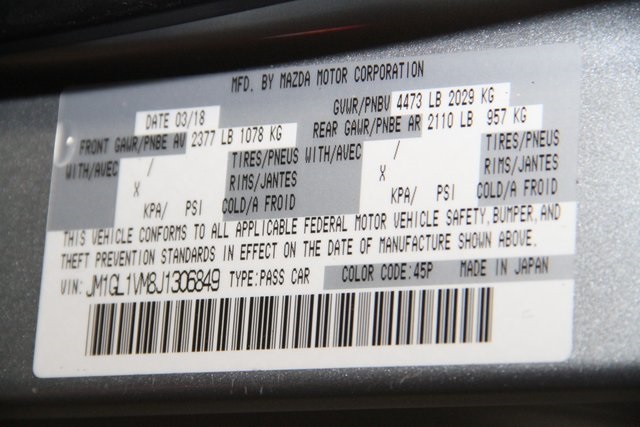 MFD. BY MAZDA MOTOR CORPORATION
DATE 03/18 GVWR/PNBV 4473 LB 2029 KG
FRONT GAWR/PNBE AV 2377 LB 1078 KG REAR GAWR/PNBE AR 2110 LB 957 KG
WITH/AVEC / TIRES/PNEUS WITH/AVEC / TIRES/PNEUS
X RIMS/JANTES X RIMS/JANTES
KPA/ PSI COLD/A FROID KPA/ PSI COLD/A FROID
THIS VEHICLE CONFORMS TO ALL APPLICABLE FEDERAL MOTOR VEHICLE SAFETY, BUMPER, AND
THEFT PREVENTION STANDARDS IN EFFECT ON THE DATE OF MANUFACTURE SHOWN ABOVE.
VIN: JM1GL1VM8J1306849 TYPE:PASS CAR COLOR CODE:45P MADE IN JAPAN